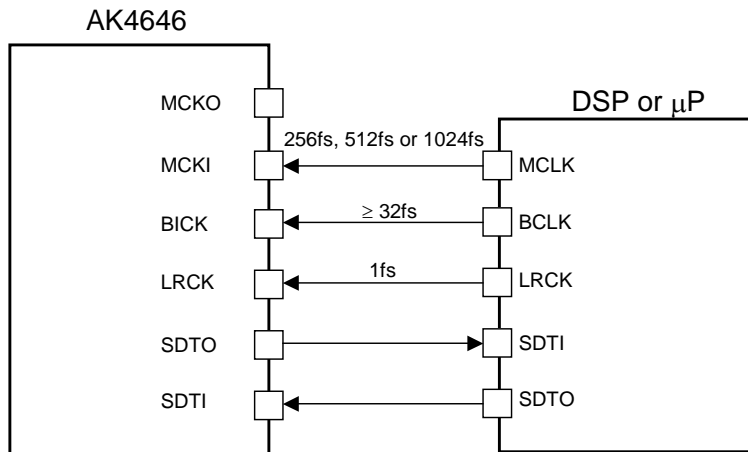 AK4646
DSP or μP
MCKO
256fs, 512fs or 1024fs
MCKI
MCLK
≥ 32fs
BICK
BCLK
1fs
LRCK
LRCK
SDTO
SDTI
SDTI
SDTO